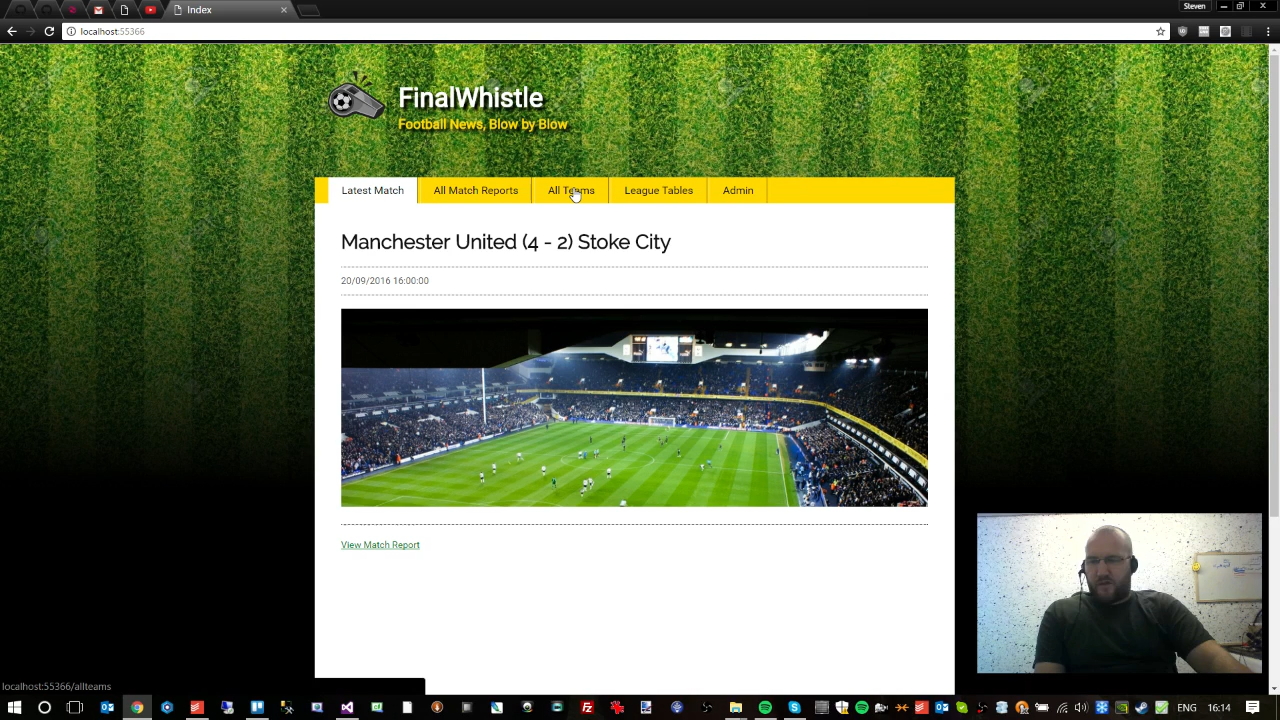 Index
Steven
localhost:55366
FinalWhistle
Football News, Blow by Blow
Latest Match
All Match Reports
All Teams
League Tables
Admin
Manchester United (4 - 2) Stoke City
20/09/2016 16:00:00
View Match Report
localhost:55366/allteams
ENG
16:14